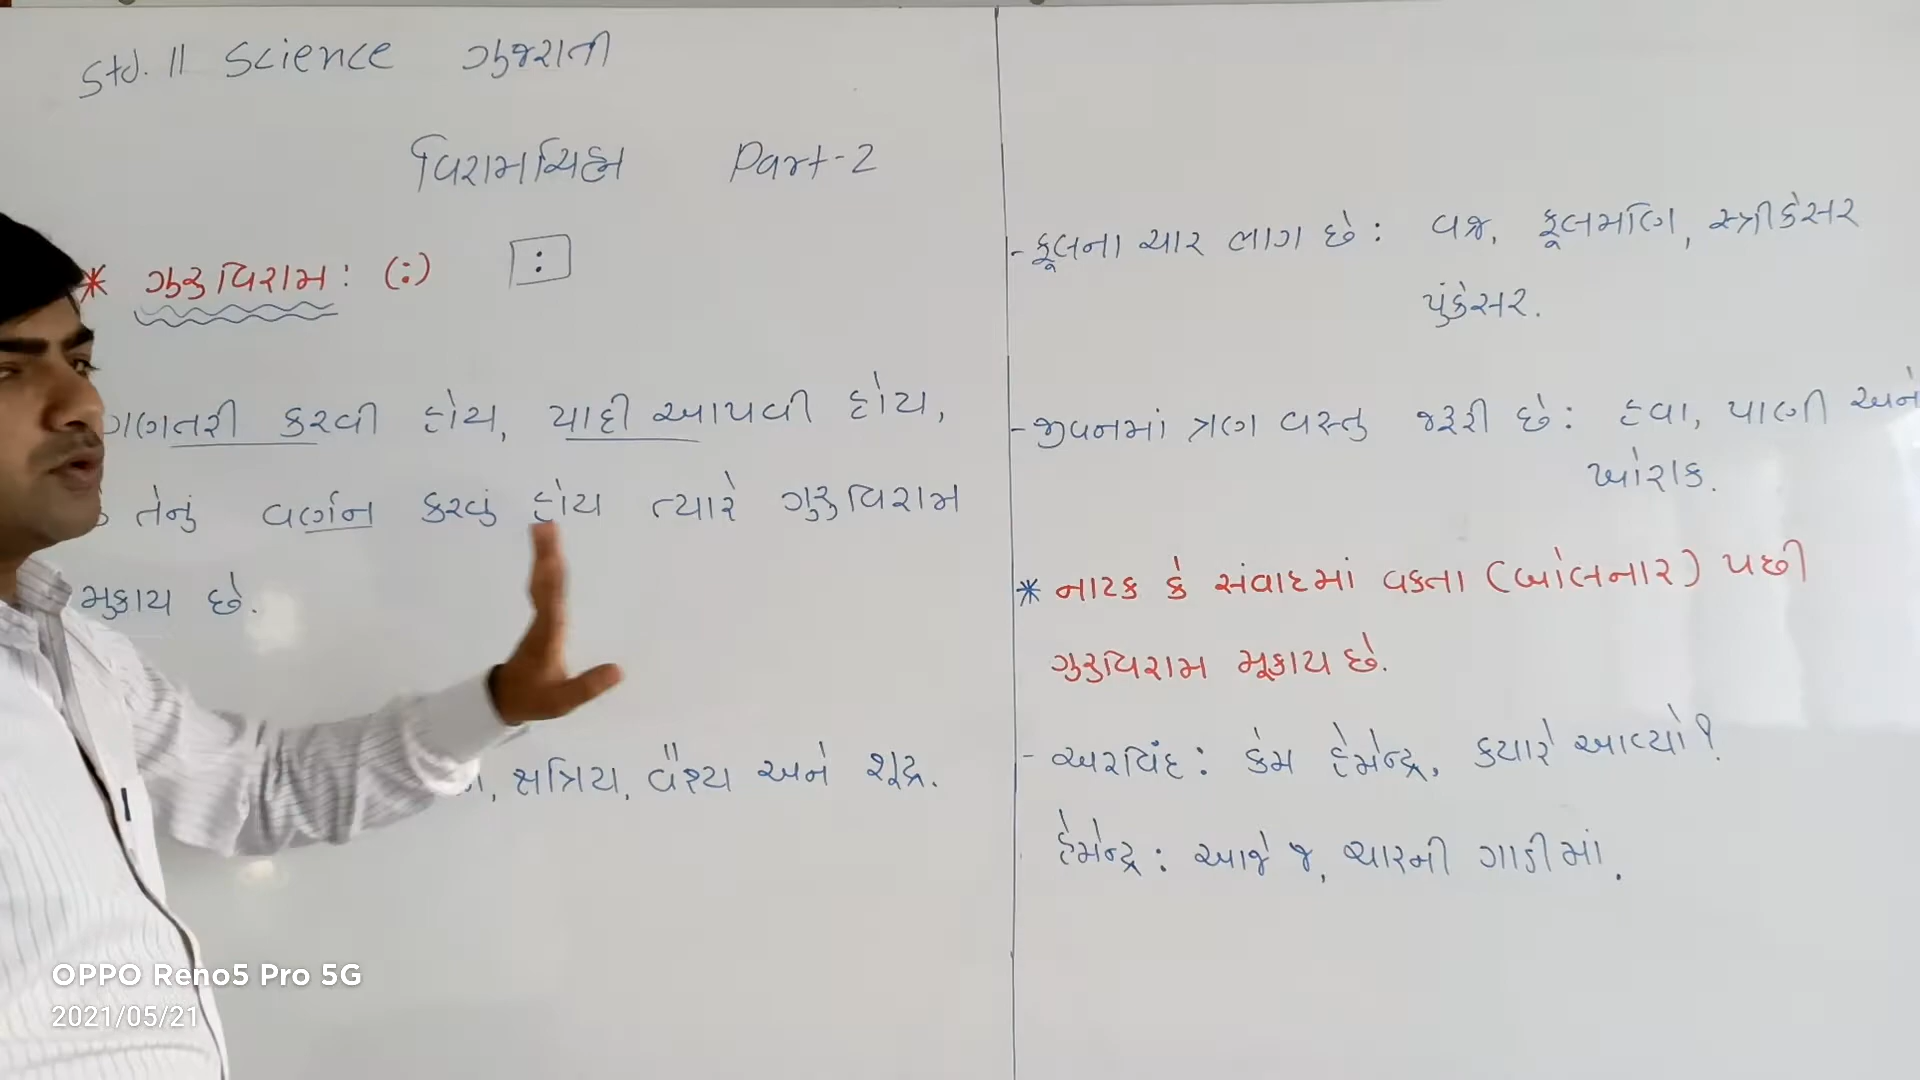 Std. 11 Science ગુજરાતી
વિરામચિહ્ન Part-2
* ગુરુવિરામ : (:) :
ગણતરી કરવી હોય, યાદી આપવી હોય,
તેનું વર્ણન કરવું હોય ત્યારે ગુરુવિરામ
મુકાય છે.
, ક્ષત્રિય, વૈશ્ય અને શૂદ્ર.
- ફૂલના ચાર ભાગ છે : વજ્ર, ફૂલમણિ, સ્ત્રીકેસર
પુંકેસર.
- જીવનમાં ત્રણ વસ્તુ જરૂરી છે : હવા, પાણી અને
ખોરાક.
* નાટક કે સંવાદમાં વક્તા (બોલનાર) પછી
ગુરુવિરામ મૂકાય છે.
- અરવિંદ : કેમ હેમેન્દ્ર, ક્યારે આવ્યો?
હેમેન્દ્ર : આજે જ, ચારની ગાડીમાં.
OPPO Reno5 Pro 5G
2021/05/21